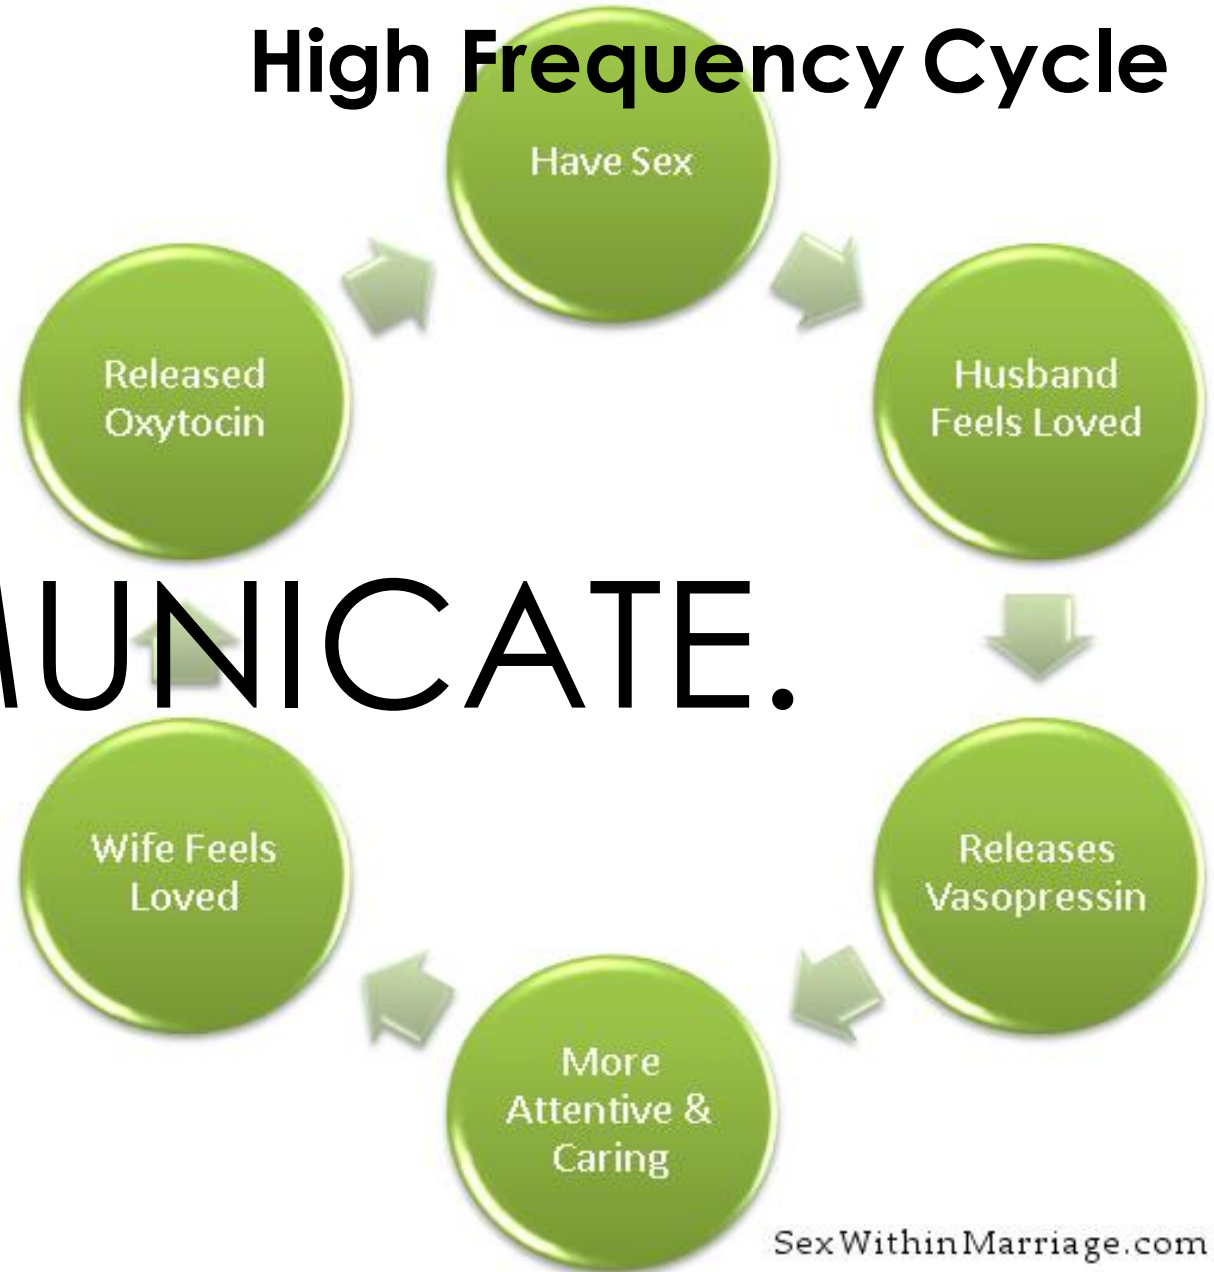 High Frequency Cycle
Have Sex
Husband
Feels Loved
Releases
Vasopressin
More
Attentive &
Caring
Wife Feels
Loved
Released
Oxytocin
MUNICATE.
SexWithinMarriage.com